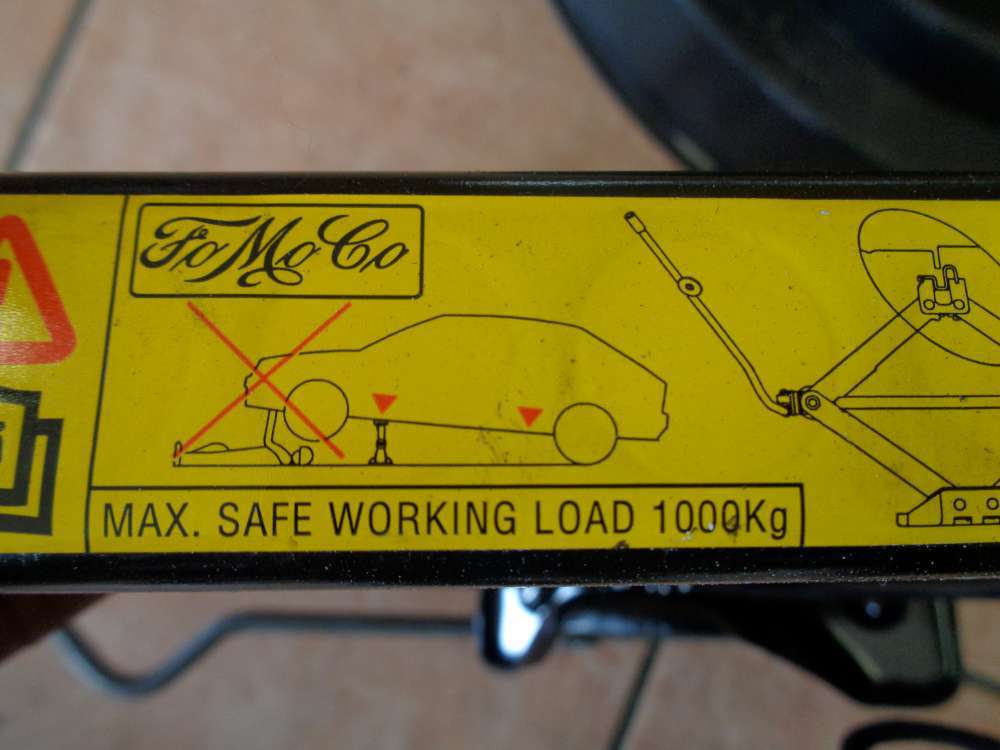 FoMoCo
MAX. SAFE WORKING LOAD 1000Kg